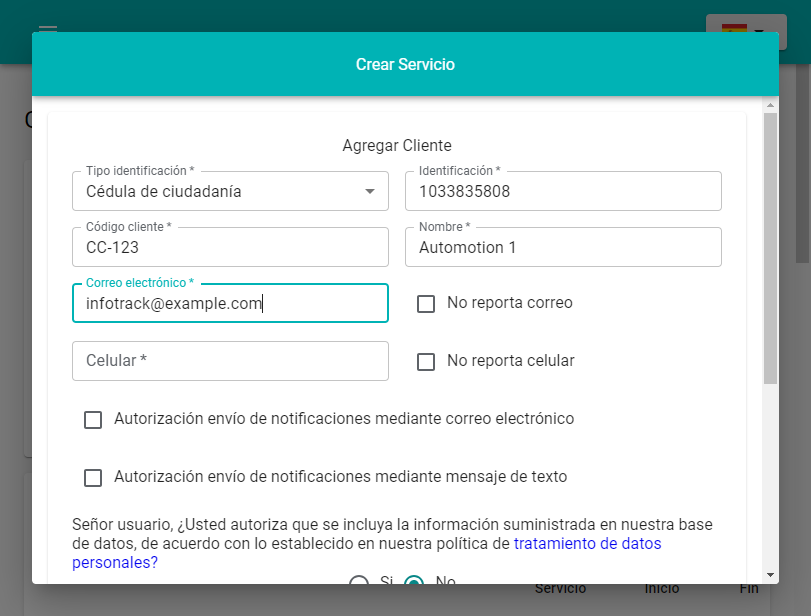 Crear Servicio
Agregar Cliente
Tipo identificación *
Cédula de ciudadanía
Identificación *
1033835808
Código cliente *
CC-123
Nombre *
Automotion 1
Correo electrónico *
infotrack@example.com
No reporta correo
Celular *
No reporta celular
Autorización envío de notificaciones mediante correo electrónico
Autorización envío de notificaciones mediante mensaje de texto
Señor usuario, ¿Usted autoriza que se incluya la información suministrada en nuestra base
de datos, de acuerdo con lo establecido en nuestra política de tratamiento de datos
personales?
Si No
Servicio Inicio Fin